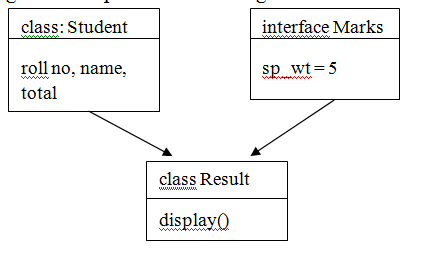 class: Student
roll no, name,
total
interface Marks
sp_wt = 5
class Result
display()